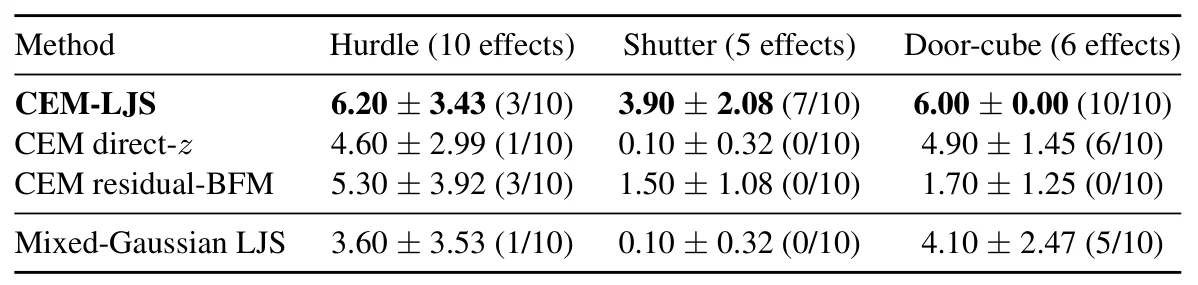 Method Hurdle (10 effects) Shutter (5 effects) Door-cube (6 effects)
CEM-LJS 6.20 ± 3.43 (3/10) 3.90 ± 2.08 (7/10) 6.00 ± 0.00 (10/10)
CEM direct-z 4.60 ± 2.99 (1/10) 0.10 ± 0.32 (0/10) 4.90 ± 1.45 (6/10)
CEM residual-BFM 5.30 ± 3.92 (3/10) 1.50 ± 1.08 (0/10) 1.70 ± 1.25 (0/10)
Mixed-Gaussian LJS 3.60 ± 3.53 (1/10) 0.10 ± 0.32 (0/10) 4.10 ± 2.47 (5/10)